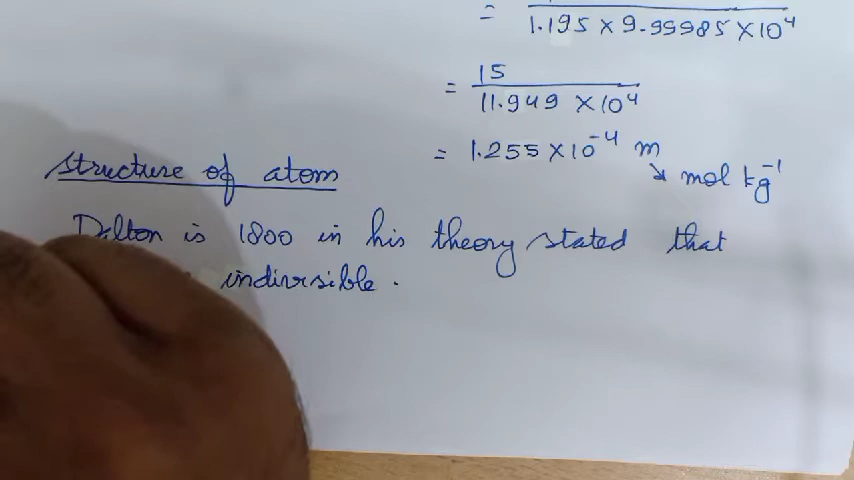 =
1.195 × 9.99985 × 10⁴
= 15
11.949 × 10⁴
= 1.255 × 10⁻⁴ m
↘ mol kg⁻¹
structure of atom
Dalton is 1800 in his theory stated that
indivisible.